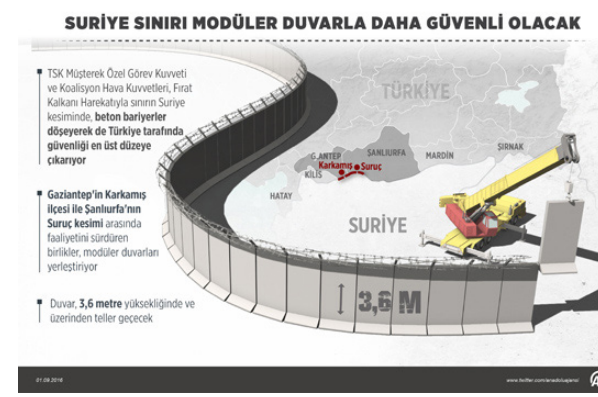 SURİYE SINIRI MODÜLER DUVARLA DAHA GÜVENLİ OLACAK
TSK Müşterek Özel Görev Kuvveti
ve Koalisyon Hava Kuvvetleri, Fırat
Kalkanı Harekatıyla sınırın Suriye
kesiminde, beton bariyerler
döşeyerek de Türkiye tarafında
güvenliği en üst düzeye
çıkarıyor
Gaziantep'in Karkamış
ilçesi ile Şanlıurfa'nın
Suruç kesimi arasında
faaliyetini sürdüren
birlikler, modüler duvarları
yerleştiriyor
Duvar, 3,6 metre yüksekliğinde ve
üzerinden teller geçecek
TÜRKİYE
G.ANTEP
ŞANLIURFA
MARDİN
ŞIRNAK
KİLİS
Karkamış
Suruç
HATAY
SURİYE
3,6 M
01.09.2016
www.twitter.com/anadoluajansi